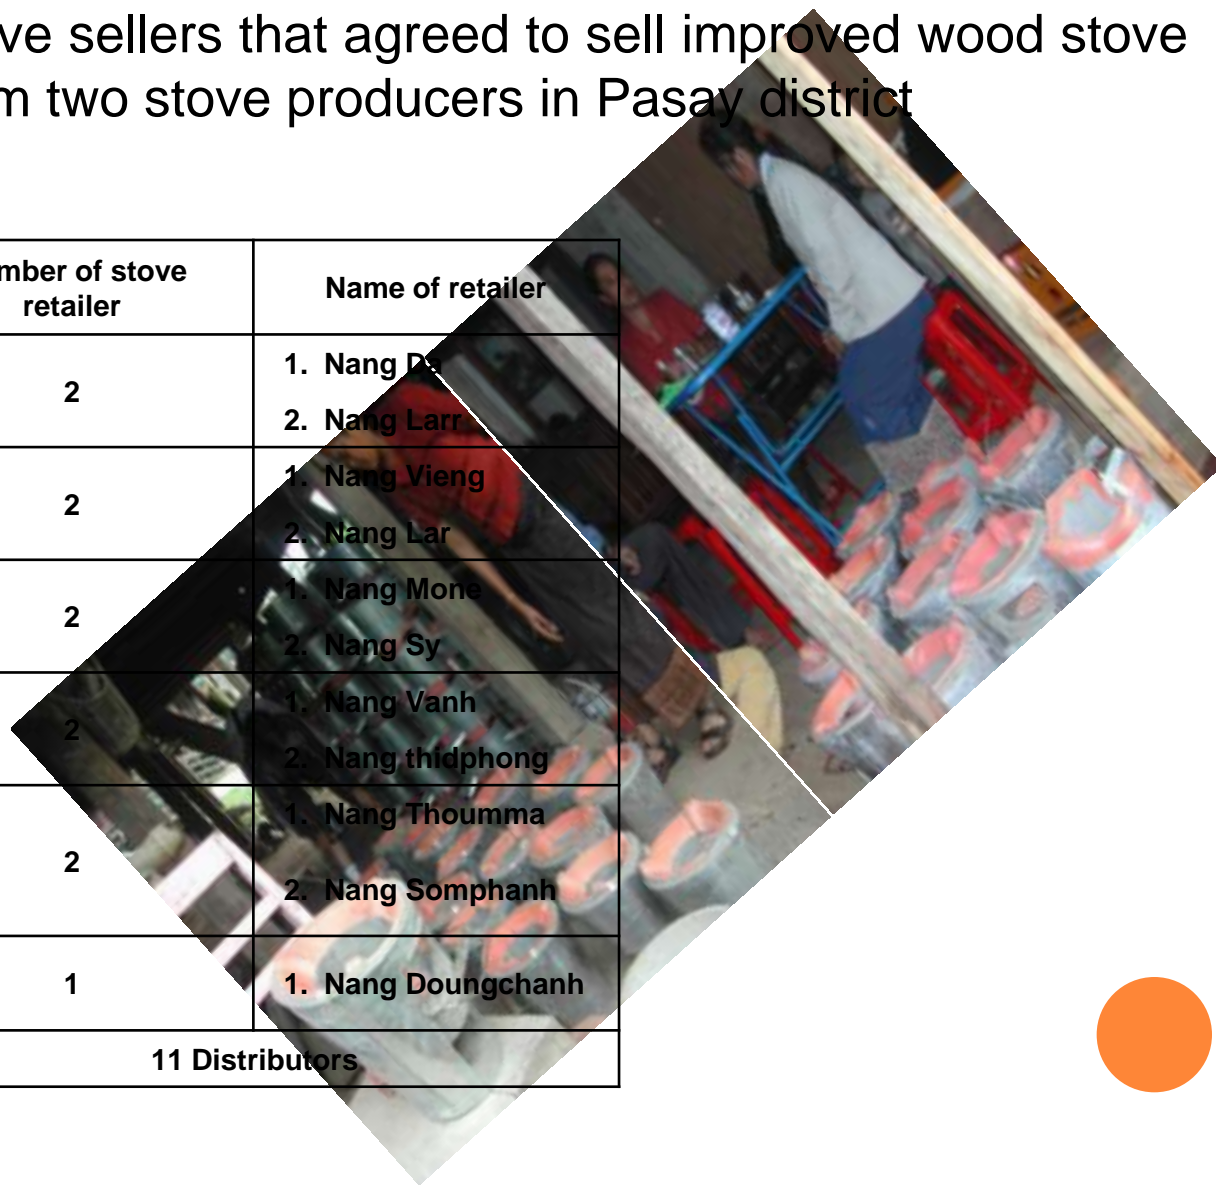 ve sellers that agreed to sell improved wood stove
m two stove producers in Pasay district
mber of stove
retailer
Name of retailer
2
1. Nang Da
2. Nang Larr
2
1. Nang Vieng
2. Nang Lar
2
1. Nang Mone
2. Nang Sy
2
1. Nang Vanh
2. Nang thidphong
2
1. Nang Thoumma
2. Nang Somphanh
1
1. Nang Doungchanh
11 Distributors